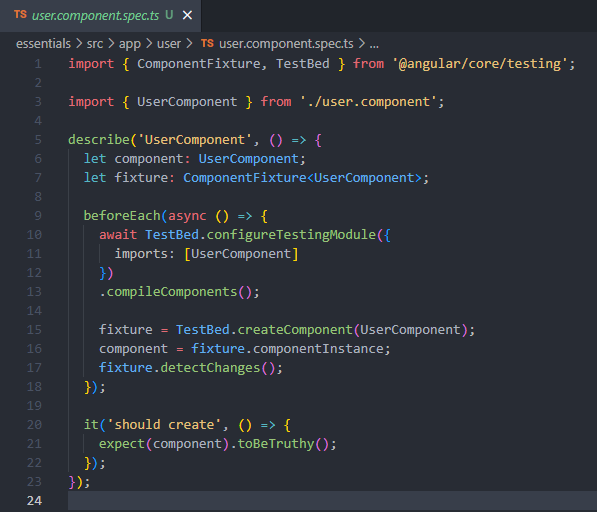 TS user.component.spec.ts U ×
essentials > src > app > user > TS user.component.spec.ts > ...
1 import { ComponentFixture, TestBed } from '@angular/core/testing';
2
3 import { UserComponent } from './user.component';
4
5 describe('UserComponent', () => {
6   let component: UserComponent;
7   let fixture: ComponentFixture<UserComponent>;
8
9   beforeEach(async () => {
10     await TestBed.configureTestingModule({
11       imports: [UserComponent]
12     })
13     .compileComponents();
14
15     fixture = TestBed.createComponent(UserComponent);
16     component = fixture.componentInstance;
17     fixture.detectChanges();
18   });
19
20   it('should create', () => {
21     expect(component).toBeTruthy();
22   });
23 });
24